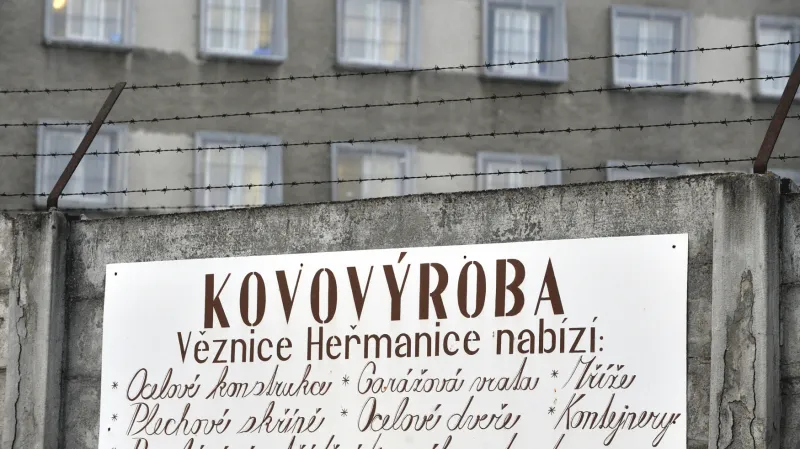 KOVOVÝROBA
Věznice Heřmanice nabízí:
* Ocelové konstrukce * Garážová vrata * Mříže
* Plechové skříně * Ocelové dveře * Kontejnery